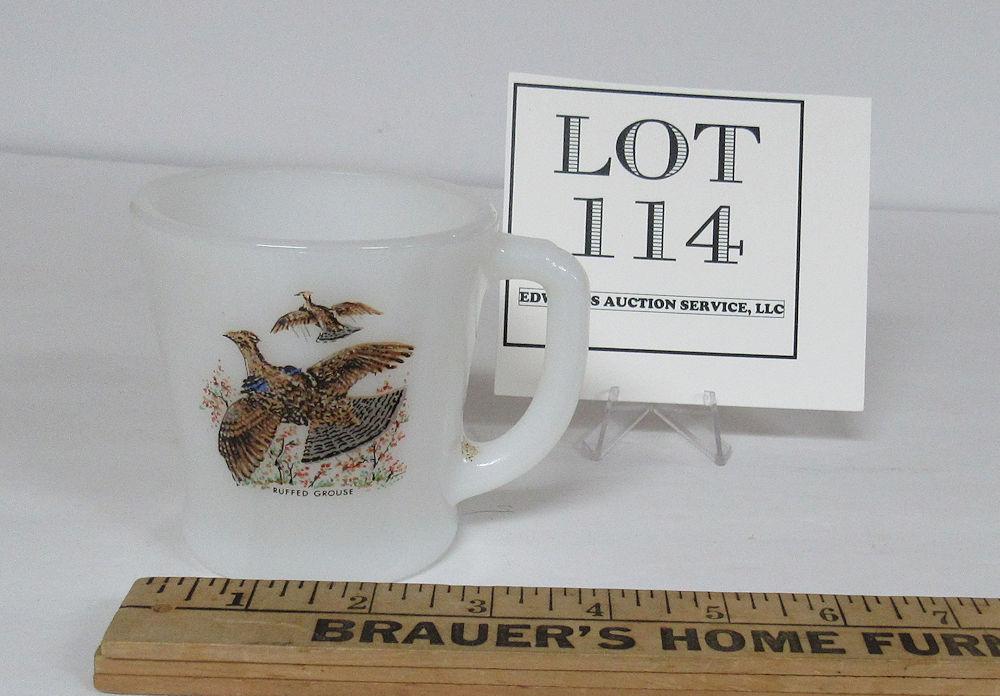 LOT
114
S AUCTION SERVICE, LLC
RUFFED GROUSE
1 2 3 4 5 6 7
BRAUER'S HOME FURN